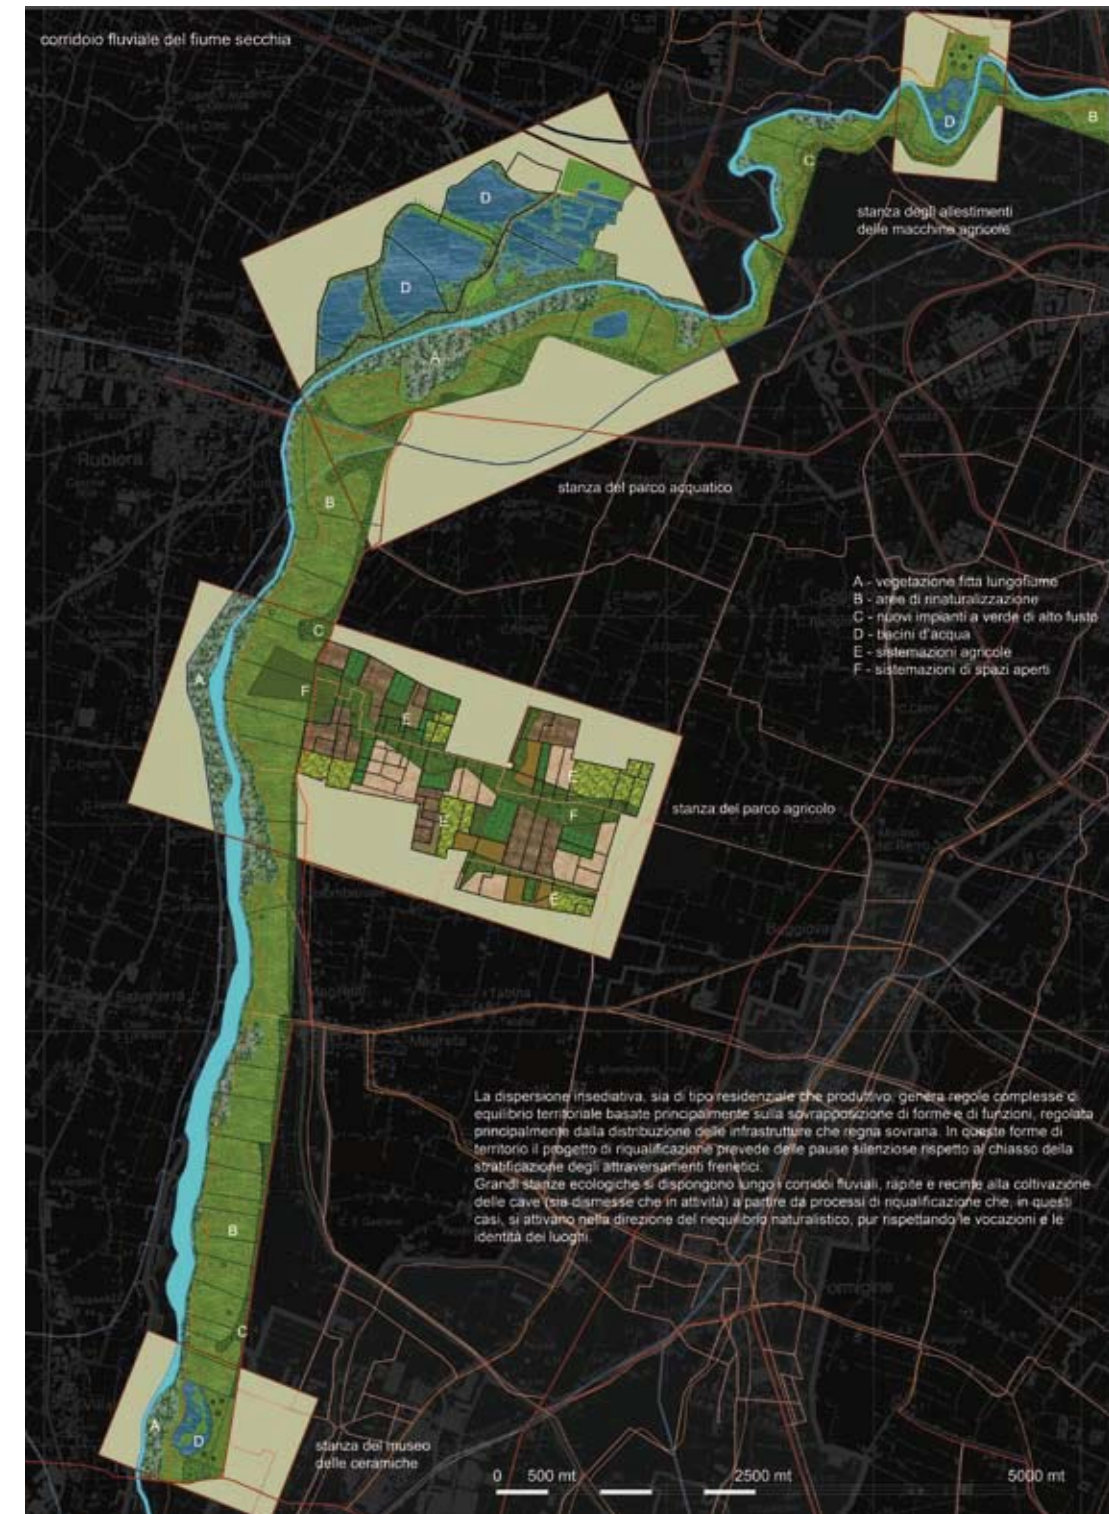 corridoio fluviale del fiume secchia
B
D
C
D
stanza degli allestimenti
delle macchine agricole
D
A
Rubiera
stanza del parco acquatico
B
A - vegetazione fitta lungofiume
B - aree di rinaturalizzazione
C - nuovi impianti a verde di alto fusto
D - bacini d'acqua
E - sistemazioni agricole
F - sistemazioni di spazi aperti
C
A
F
E
E
stanza del parco agricolo
F
E
E
Tabina
Magreta
La dispersione insediativa, sia di tipo residenziale che produttivo, genera regole complesse di
equilibrio territoriale basate principalmente sulla sovrapposizione di forme e di funzioni, regolata
principalmente dalla distribuzione delle infrastrutture che regna sovrana. In queste forme di
territorio il progetto di riqualificazione prevede delle pause silenziose rispetto al chiasso della
stratificazione degli attraversamenti frenetici.
Grandi stanze ecologiche si dispongono lungo i corridoi fluviali, rapite e recinte alla coltivazione
delle cave (sia dismesse che in attività) a partire da processi di riqualificazione che, in questi
casi, si attivano nella direzione del riequilibrio naturalistico, pur rispettando le vocazioni e le
identità dei luoghi.
B
C
A
D
stanza del museo
delle ceramiche
0 500 mt 2500 mt 5000 mt